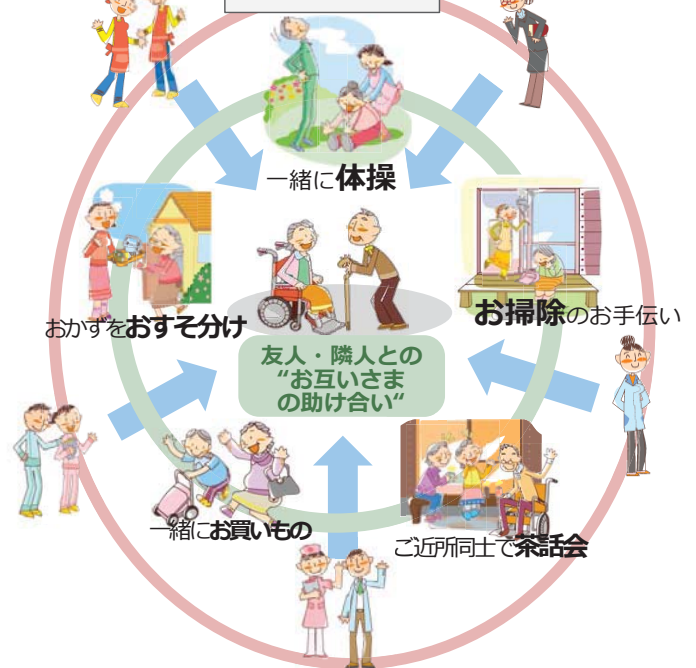 一緒に体操
おかずをおすそ分け
お掃除のお手伝い
友人・隣人との
“お互いさま
の助け合い“
一緒にお買いもの
ご近所同士で茶話会